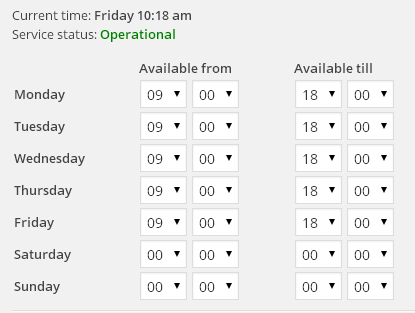 Current time: Friday 10:18 am
Service status: Operational
Available from Available till
Monday 09 00 18 00
Tuesday 09 00 18 00
Wednesday 09 00 18 00
Thursday 09 00 18 00
Friday 09 00 18 00
Saturday 00 00 00 00
Sunday 00 00 00 00